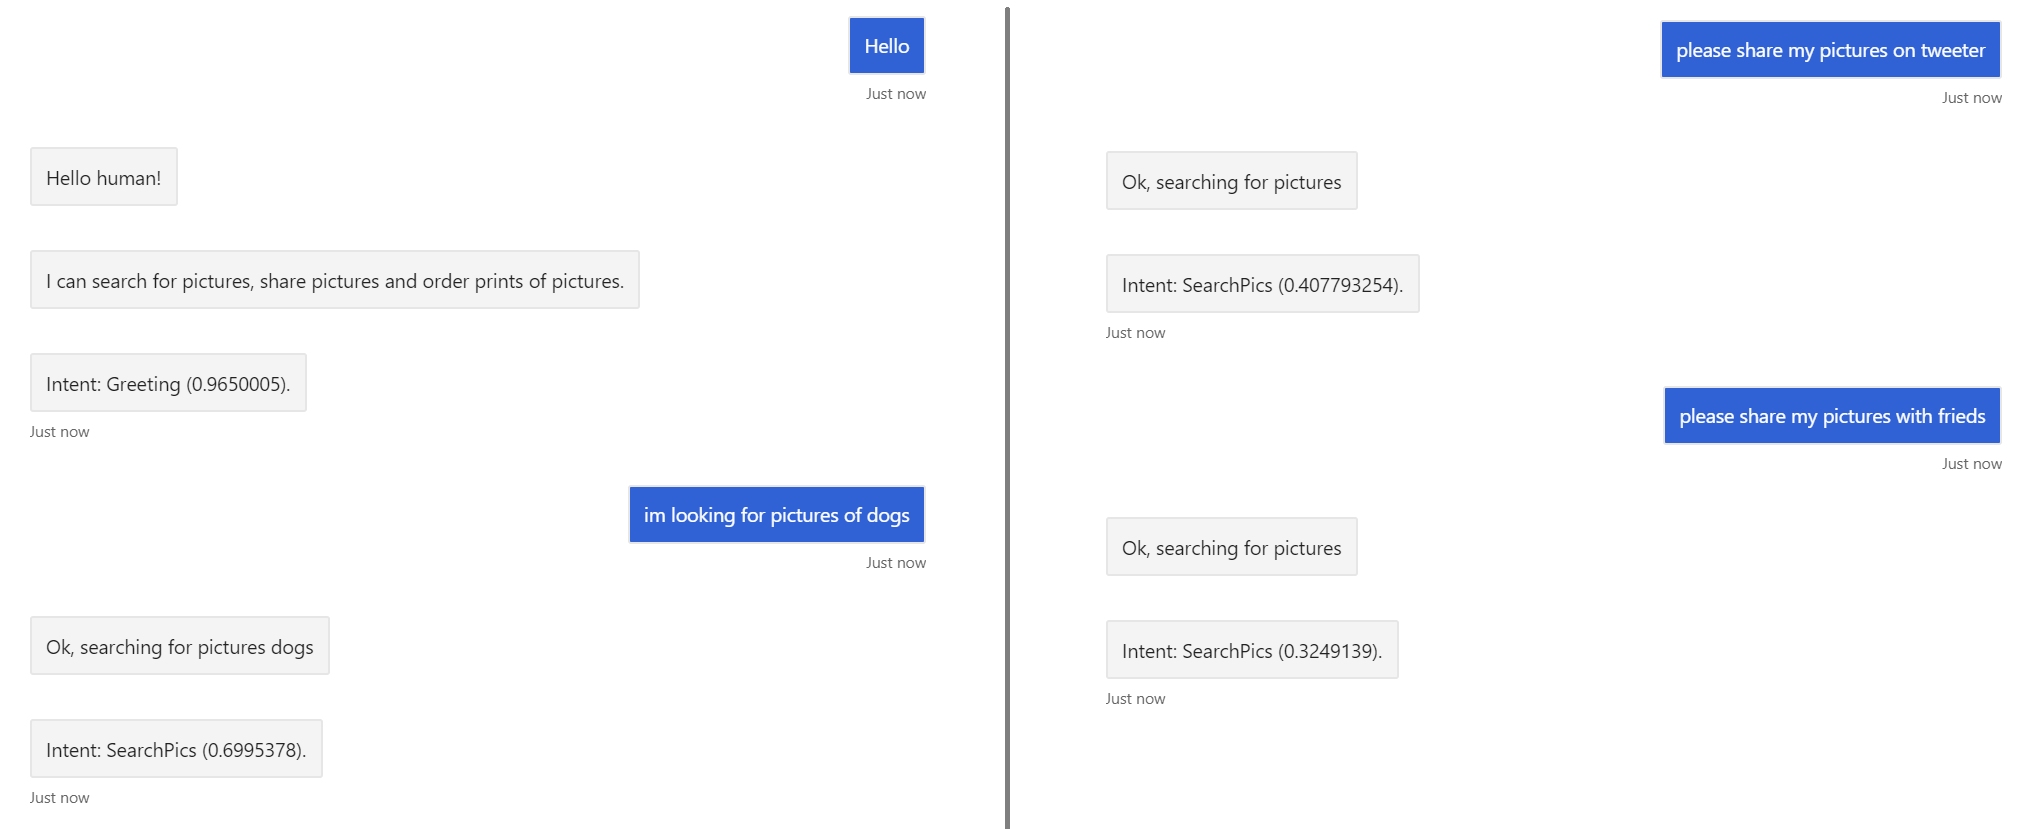 Hello
Just now
Hello human!
I can search for pictures, share pictures and order prints of pictures.
Intent: Greeting (0.9650005).
Just now
im looking for pictures of dogs
Just now
Ok, searching for pictures dogs
Intent: SearchPics (0.6995378).
Just now
please share my pictures on tweeter
Just now
Ok, searching for pictures
Intent: SearchPics (0.407793254).
Just now
please share my pictures with frieds
Just now
Ok, searching for pictures
Intent: SearchPics (0.3249139).
Just now